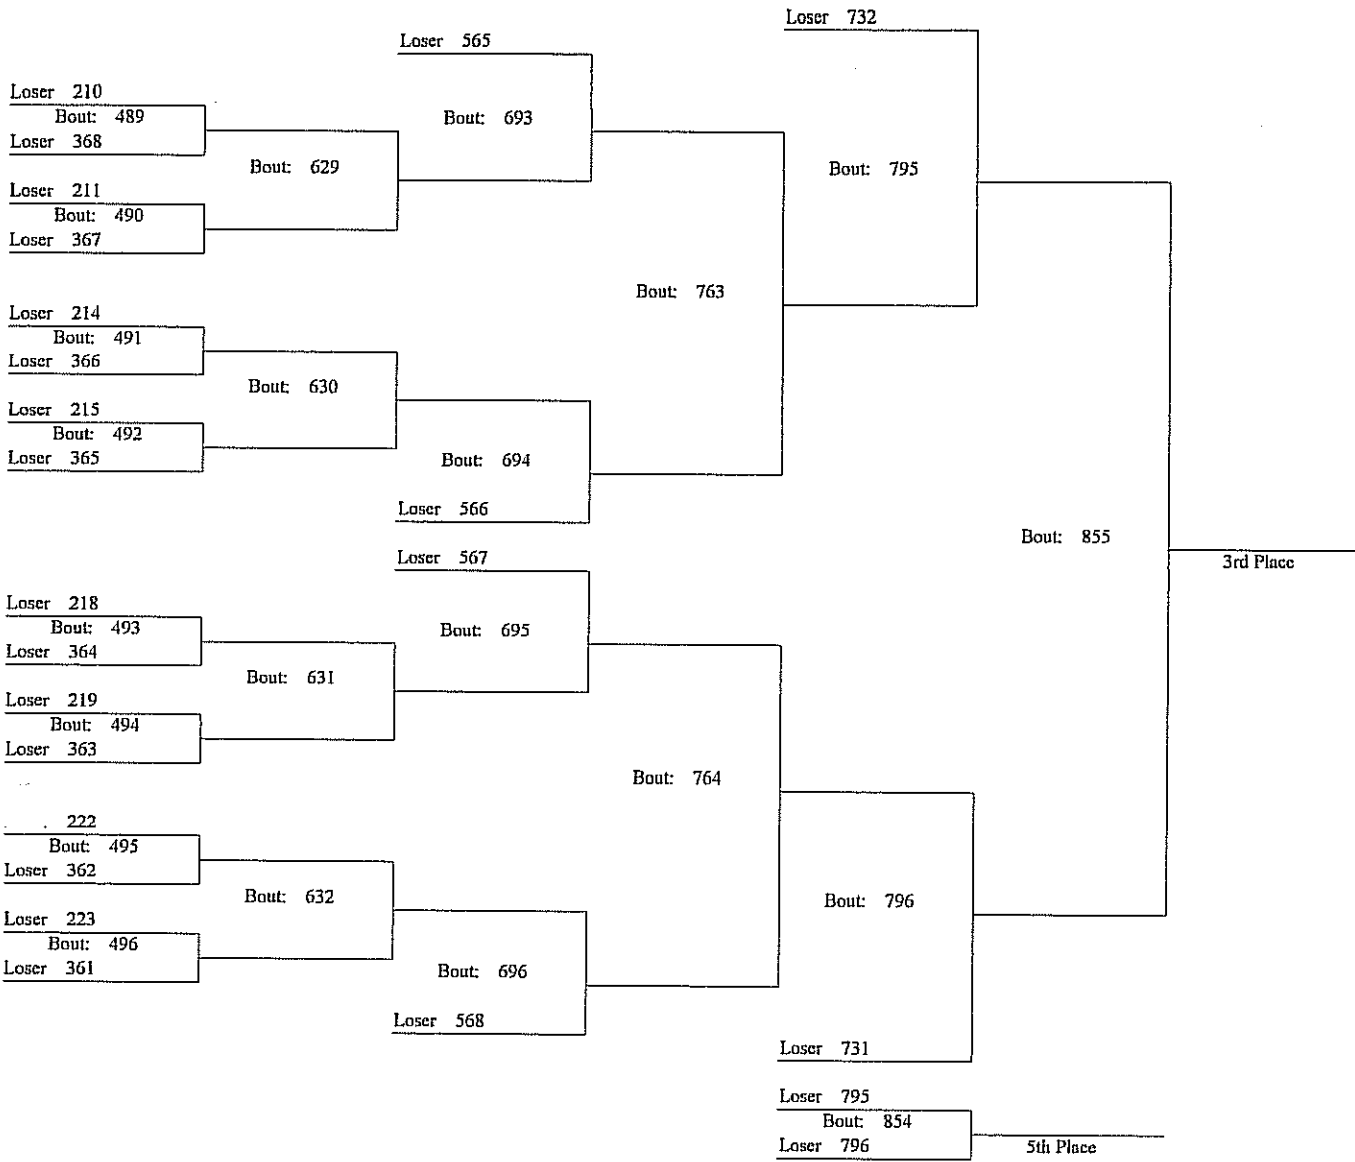 Loser 732
Loser 565
Loser 210
Bout: 489
Loser 368
Bout: 693
Bout: 629
Bout: 795
Loser 211
Bout: 490
Loser 367
Bout: 763
Loser 214
Bout: 491
Loser 366
Bout: 630
Loser 215
Bout: 492
Loser 365
Bout: 694
Loser 566
Bout: 855
3rd Place
Loser 567
Loser 218
Bout: 493
Loser 364
Bout: 695
Bout: 631
Loser 219
Bout: 494
Loser 363
Bout: 764
222
Bout: 495
Loser 362
Bout: 632
Bout: 796
Loser 223
Bout: 496
Loser 361
Bout: 696
Loser 568
Loser 731
Loser 795
Bout: 854
Loser 796
5th Place